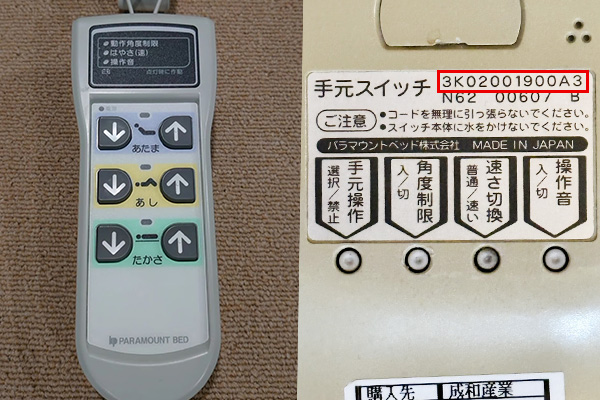 ●動作角度制限
●はやさ(速)
●操作音
点灯時に作動
あたま
あし
たかさ
PARAMOUNT BED
手元スイッチ 3K02001900A3
N62 00607 B
ご注意
●コードを無理に引っ張らないでください。
●スイッチ本体に水をかけないでください。
パラマウントベッド株式会社 MADE IN JAPAN
手元操作
選択/禁止
角度制限
入/切
速さ切換
普通/速い
操作音
入/切
購入先 成和産業